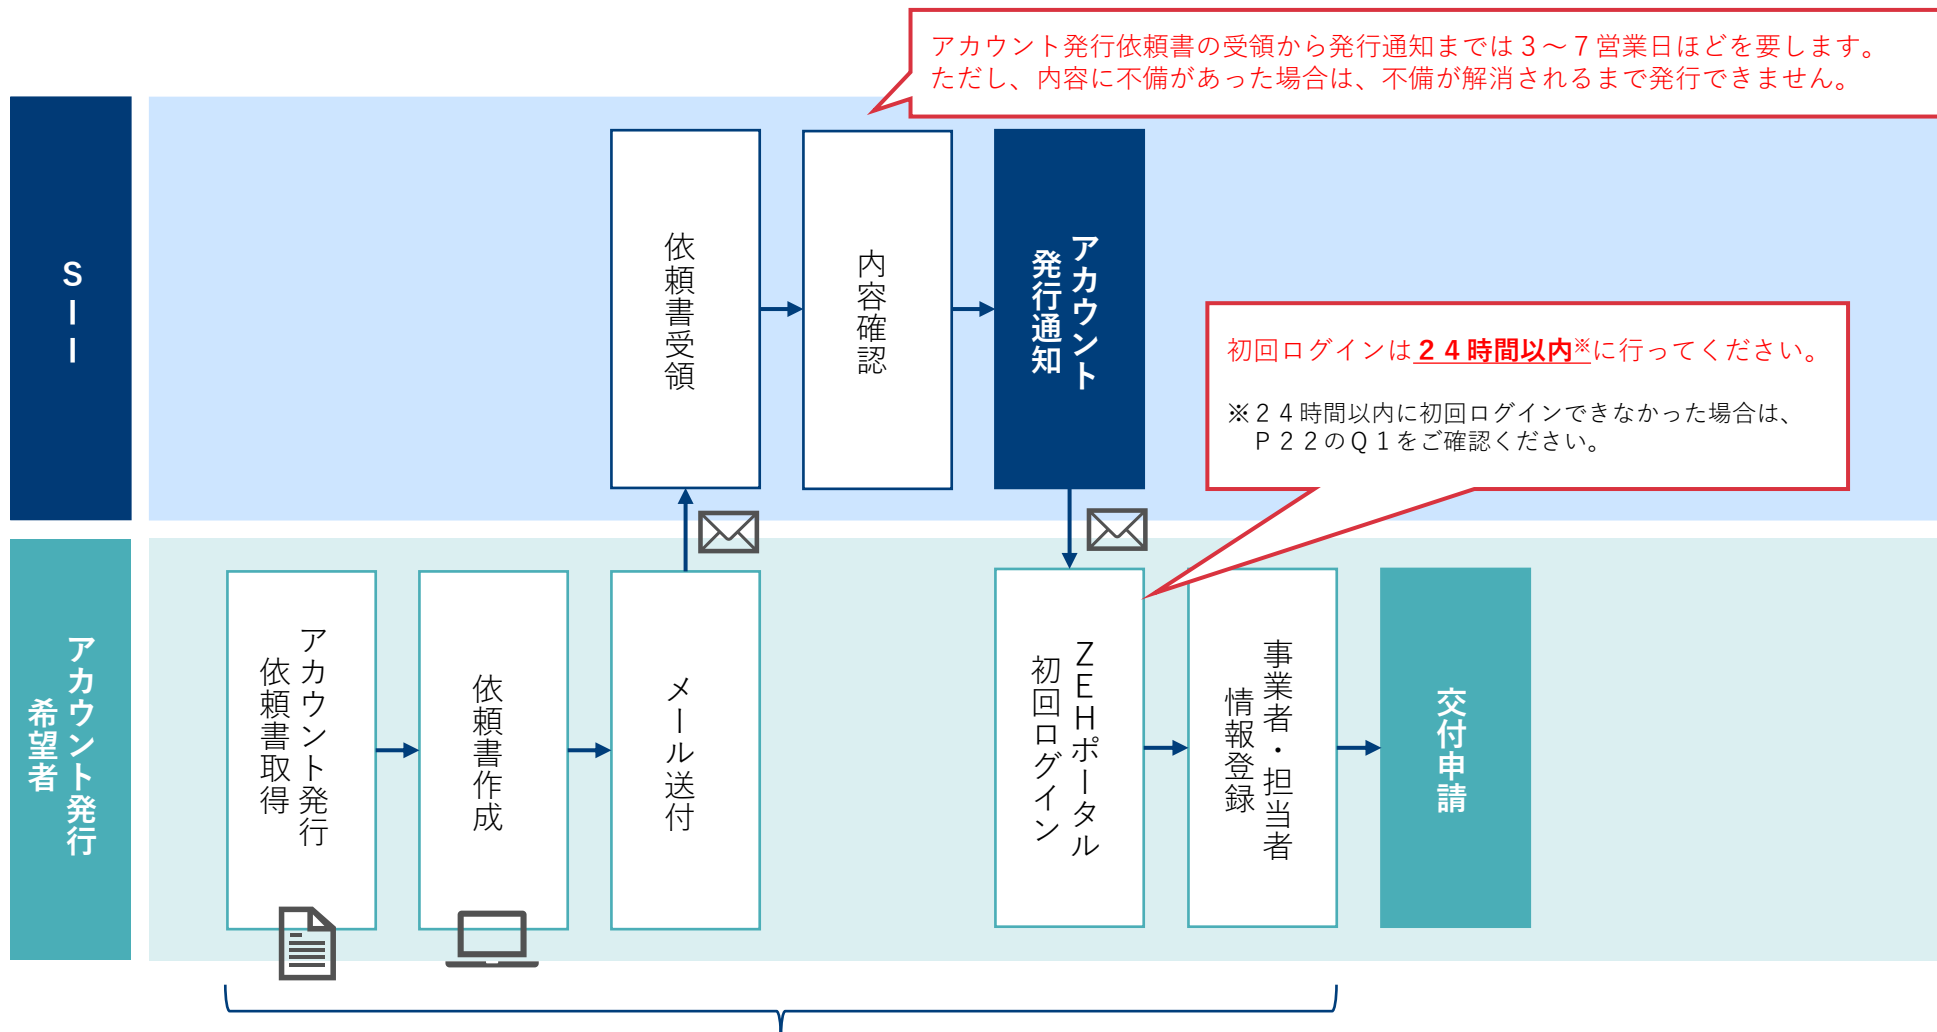 アカウント発行依頼書の受領から発行通知までは３～７営業日ほどを要します。
ただし、内容に不備があった場合は、不備が解消されるまで発行できません。
ＳＩＩ
依頼書受領
内容確認
アカウント
発行通知
初回ログインは２４時間以内※に行ってください。
※２４時間以内に初回ログインできなかった場合は、
Ｐ２２のＱ１をご確認ください。
アカウント発行
希望者
アカウント発行
依頼書取得
依頼書作成
メール送付
ＺＥＨポータル
初回ログイン
事業者・担当者
情報登録
交付申請